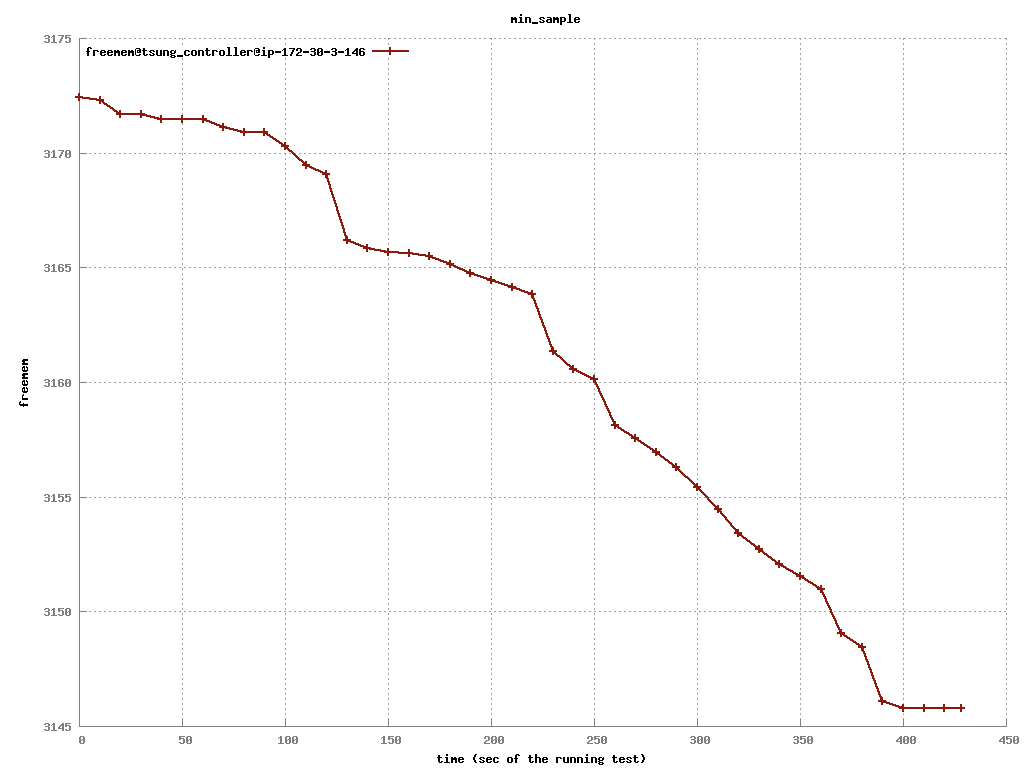 min_sample
3175
freemem@tsung_controller@ip-172-30-3-146
3170
3165
3160
freemem
3155
3150
3145
0 50 100 150 200 250 300 350 400 450
time (sec of the running test)